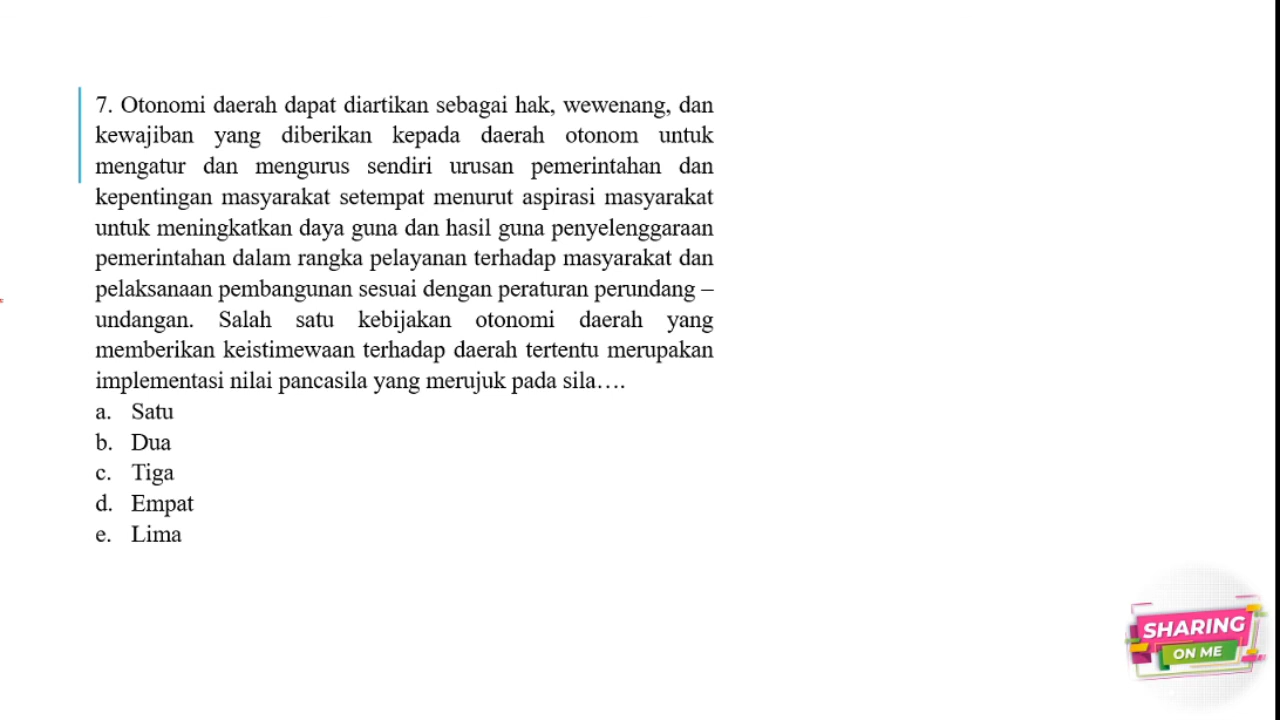 7. Otonomi daerah dapat diartikan sebagai hak, wewenang, dan
kewajiban yang diberikan kepada daerah otonom untuk
mengatur dan mengurus sendiri urusan pemerintahan dan
kepentingan masyarakat setempat menurut aspirasi masyarakat
untuk meningkatkan daya guna dan hasil guna penyelenggaraan
pemerintahan dalam rangka pelayanan terhadap masyarakat dan
pelaksanaan pembangunan sesuai dengan peraturan perundang –
undangan. Salah satu kebijakan otonomi daerah yang
memberikan keistimewaan terhadap daerah tertentu merupakan
implementasi nilai pancasila yang merujuk pada sila….
a. Satu
b. Dua
c. Tiga
d. Empat
e. Lima
SHARING
ON ME